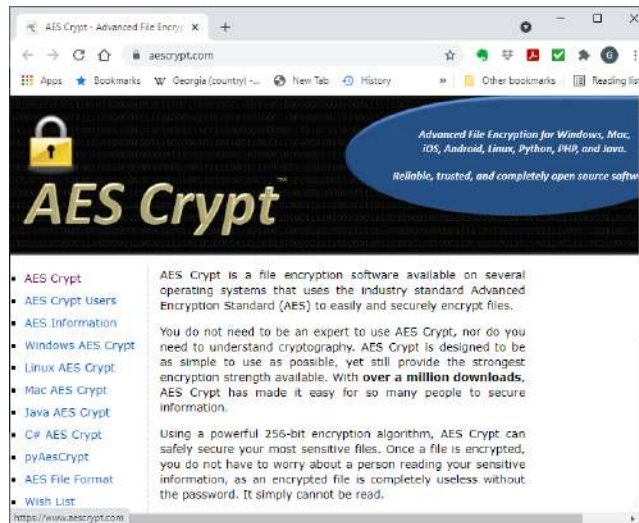 AES Crypt - Advanced File Encryp
aescrypt.com
G
Apps
Bookmarks
W Georgia (country) -...
New Tab
History
»
Other bookmarks
Reading list
Advanced File Encryption for Windows, Mac,
iOS, Android, Linux, Python, PHP, and Java.
Reliable, trusted, and completely open source softw
AES Crypt™
AES Crypt
AES Crypt Users
AES Information
Windows AES Crypt
Linux AES Crypt
Mac AES Crypt
Java AES Crypt
C# AES Crypt
pyAesCrypt
AES File Format
Wish List
AES Crypt is a file encryption software available on several
operating systems that uses the industry standard Advanced
Encryption Standard (AES) to easily and securely encrypt files.
You do not need to be an expert to use AES Crypt, nor do you
need to understand cryptography. AES Crypt is designed to be
as simple to use as possible, yet still provide the strongest
encryption strength available. With over a million downloads,
AES Crypt has made it easy for so many people to secure
information.
Using a powerful 256-bit encryption algorithm, AES Crypt can
safely secure your most sensitive files. Once a file is encrypted,
you do not have to worry about a person reading your sensitive
information, as an encrypted file is completely useless without
the password. It simply cannot be read.
https://www.aescrypt.com